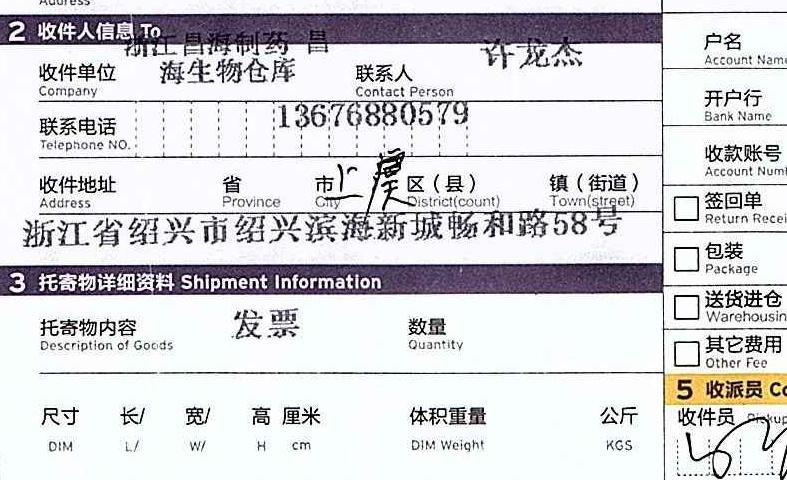 Address
2 收件人信息 To
浙江昌海制药 昌
海生物仓库
许龙杰
收件单位
Company
联系人
Contact Person
联系电话
Telephone NO.
13676880579
收件地址
Address
省
Province
市
City
上虞
区（县）
District(count)
镇（街道）
Town(street)
浙江省绍兴市绍兴滨海新城畅和路58号
3 托寄物详细资料 Shipment Information
托寄物内容
Description of Goods
发票
数量
Quantity
尺寸 长/ 宽/ 高 厘米 体积重量 公斤
DIM L/ W/ H cm DIM Weight KGS
户名
Account Name
开户行
Bank Name
收款账号
Account Num
签回单
Return Recei
包装
Package
送货进仓
Warehousin
其它费用
Other Fee
5 收派员 Co
收件员 Pickup